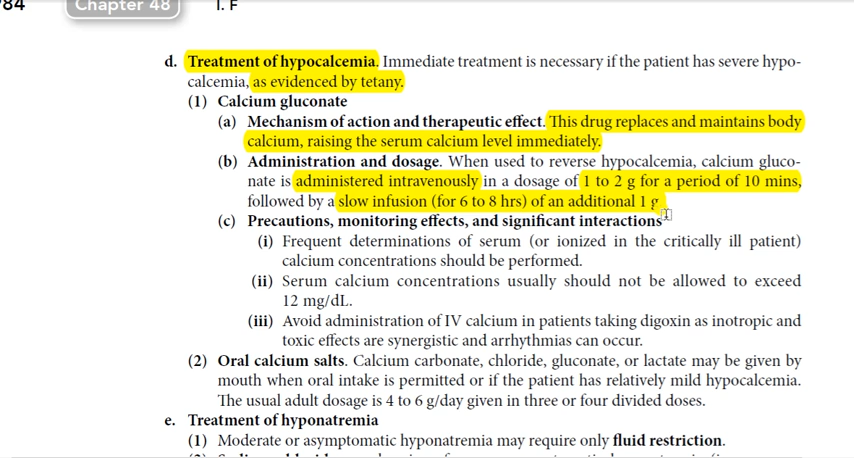 784 Chapter 48 I. F
d. Treatment of hypocalcemia. Immediate treatment is necessary if the patient has severe hypo-
calcemia, as evidenced by tetany.
(1) Calcium gluconate
(a) Mechanism of action and therapeutic effect. This drug replaces and maintains body
calcium, raising the serum calcium level immediately.
(b) Administration and dosage. When used to reverse hypocalcemia, calcium gluco-
nate is administered intravenously in a dosage of 1 to 2 g for a period of 10 mins,
followed by a slow infusion (for 6 to 8 hrs) of an additional 1 g.
(c) Precautions, monitoring effects, and significant interactions
(i) Frequent determinations of serum (or ionized in the critically ill patient)
calcium concentrations should be performed.
(ii) Serum calcium concentrations usually should not be allowed to exceed
12 mg/dL.
(iii) Avoid administration of IV calcium in patients taking digoxin as inotropic and
toxic effects are synergistic and arrhythmias can occur.
(2) Oral calcium salts. Calcium carbonate, chloride, gluconate, or lactate may be given by
mouth when oral intake is permitted or if the patient has relatively mild hypocalcemia.
The usual adult dosage is 4 to 6 g/day given in three or four divided doses.
e. Treatment of hyponatremia
(1) Moderate or asymptomatic hyponatremia may require only fluid restriction.